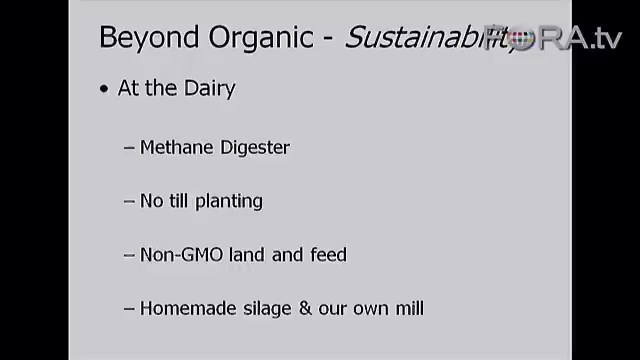 Beyond Organic - Sustainability
FORA.tv
• At the Dairy
– Methane Digester
– No till planting
– Non-GMO land and feed
– Homemade silage & our own mill